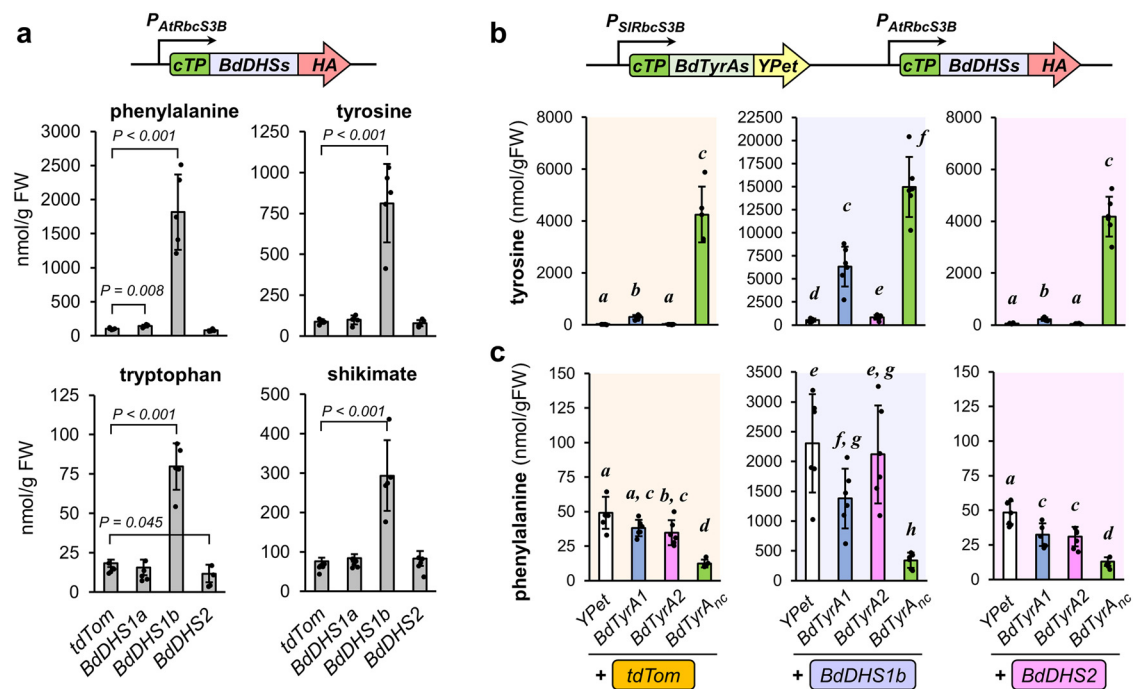 a
P_AtRbcS3B
cTP BdDHSs HA
phenylalanine
tyrosine
nmol/g FW
3000
2500
2000
1500
1000
500
0
P < 0.001
P = 0.008
1250
1000
750
500
250
0
P < 0.001
tryptophan
shikimate
nmol/g FW
125
100
75
50
25
0
P < 0.001
P = 0.045
500
400
300
200
100
0
P < 0.001
tdTom BdDHS1a BdDHS1b BdDHS2
tdTom BdDHS1a BdDHS1b BdDHS2
b
P_SlRbcS3B
P_AtRbcS3B
cTP BdTyrAs YPet
cTP BdDHSs HA
tyrosine (nmol/gFW)
8000
6000
4000
2000
0
a b a c
22500
20000
17500
15000
12500
10000
7500
5000
2500
0
d c e f
8000
6000
4000
2000
0
a b a c
c
phenylalanine (nmol/gFW)
150
125
100
75
50
25
0
a a, c b, c d
3500
3000
2500
2000
1500
1000
500
0
e f, g e, g h
150
125
100
75
50
25
0
a c c d
YPet BdTyrA1 BdTyrA2 BdTyrAnc
YPet BdTyrA1 BdTyrA2 BdTyrAnc
YPet BdTyrA1 BdTyrA2 BdTyrAnc
+ tdTom
+ BdDHS1b
+ BdDHS2